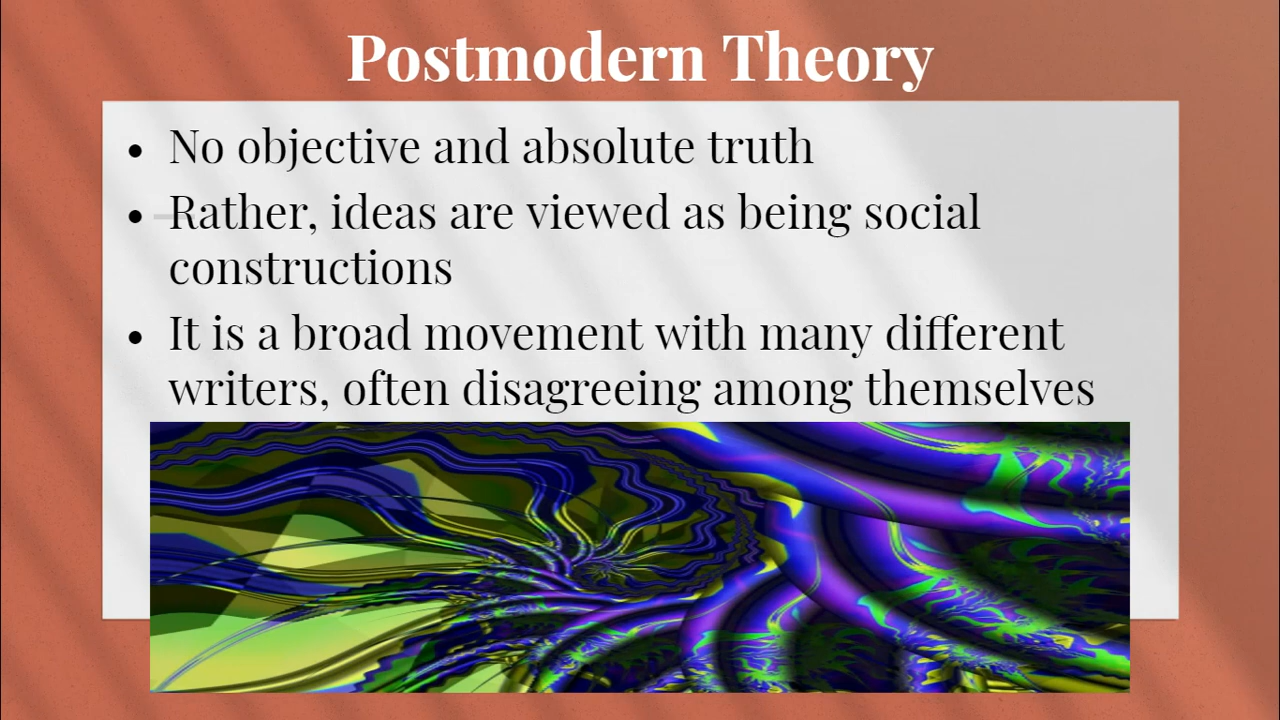 Postmodern Theory
• No objective and absolute truth
• Rather, ideas are viewed as being social
constructions
• It is a broad movement with many different
writers, often disagreeing among themselves